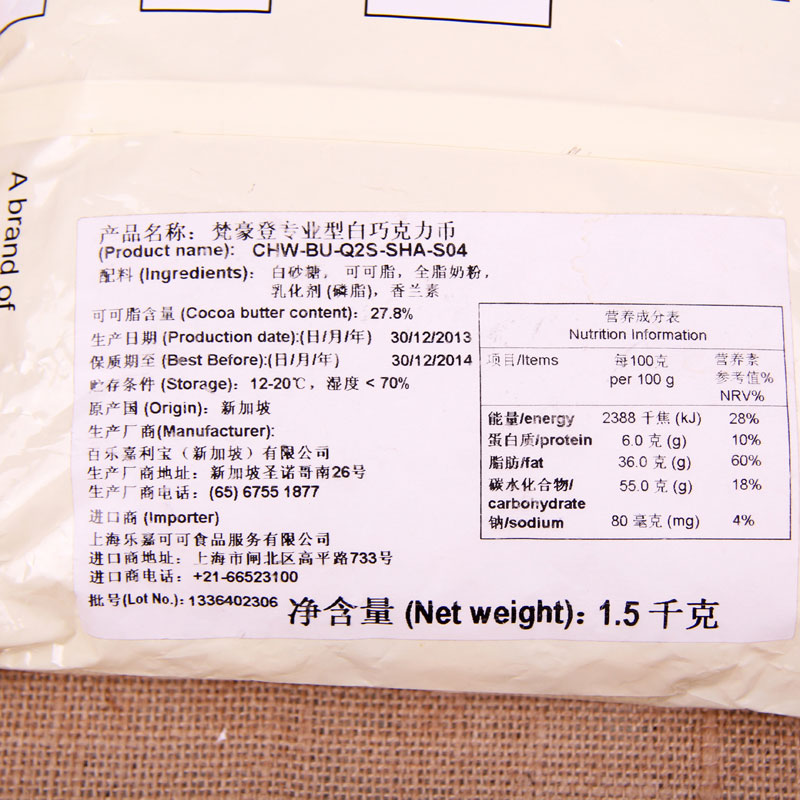 A brand of
产品名称：梵豪登专业型白巧克力币
(Product name): CHW-BU-Q2S-SHA-S04
配料 (Ingredients)：白砂糖，可可脂，全脂奶粉，
乳化剂 (磷脂)，香兰素
可可脂含量 (Cocoa butter content)：27.8%
生产日期 (Production date):(日/月/年) 30/12/2013
保质期至 (Best Before):(日/月/年) 30/12/2014
贮存条件 (Storage)：12-20℃，湿度 < 70%
原产国 (Origin)：新加坡
生产厂商(Manufacturer):
百乐嘉利宝（新加坡）有限公司
生产厂商地址：新加坡圣诺哥南26号
生产厂商电话：(65) 6755 1877
进口商 (Importer)
上海乐嘉可可食品服务有限公司
进口商地址：上海市闸北区高平路733号
进口商电话：+21-66523100
批号(Lot No.)：1336402306
净含量 (Net weight)：1.5 千克
营养成分表
Nutrition Information
项目/Items 每100克 营养素
per 100 g 参考值%
NRV%
能量/energy 2388 千焦 (kJ) 28%
蛋白质/protein 6.0 克 (g) 10%
脂肪/fat 36.0 克 (g) 60%
碳水化合物/ 55.0 克 (g) 18%
carbohydrate
钠/sodium 80 毫克 (mg) 4%